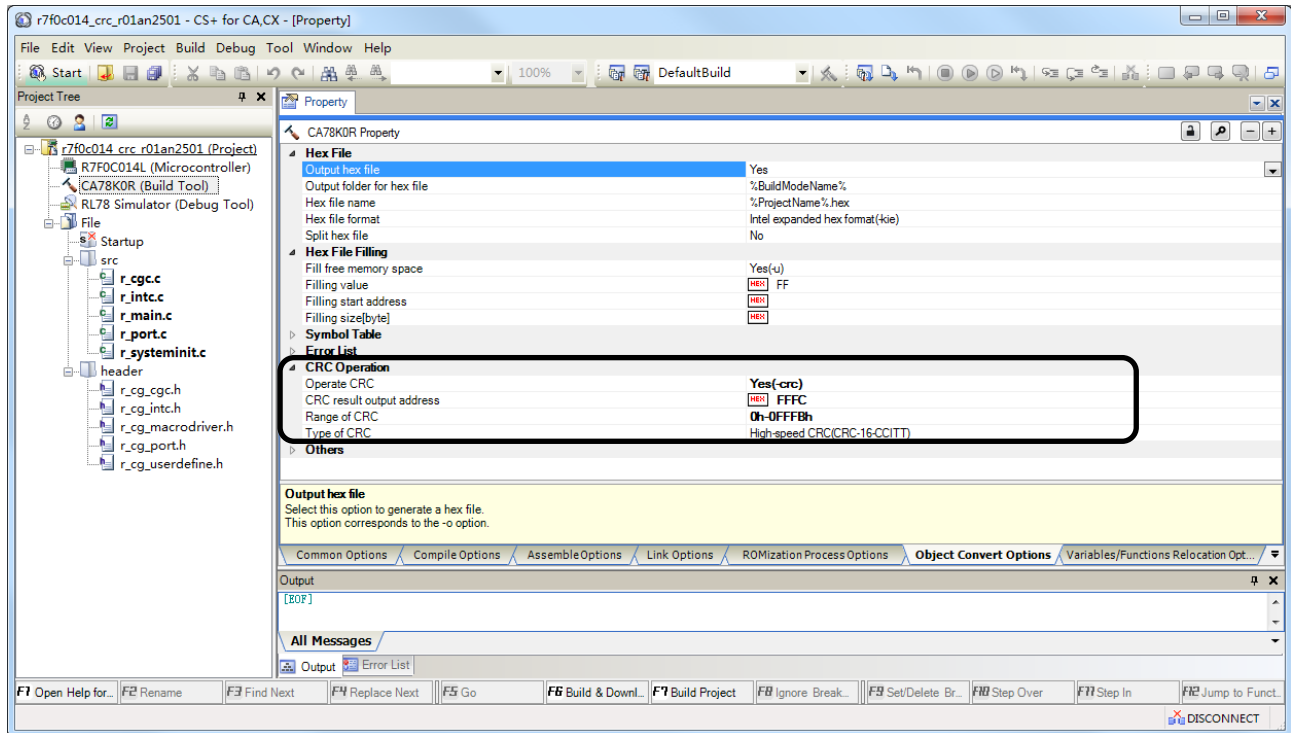 r7f0c014_crc_r01an2501 - CS+ for CA,CX - [Property]
File Edit View Project Build Debug Tool Window Help
Start 100% DefaultBuild
Project Tree
r7f0c014_crc_r01an2501 (Project)
R7F0C014L (Microcontroller)
CA78K0R (Build Tool)
RL78 Simulator (Debug Tool)
File
Startup
src
r_cgc.c
r_intc.c
r_main.c
r_port.c
r_systeminit.c
header
r_cg_cgc.h
r_cg_intc.h
r_cg_macrodriver.h
r_cg_port.h
r_cg_userdefine.h
Property
CA78K0R Property
Hex File
Output hex file Yes
Output folder for hex file %BuildModeName%
Hex file name %ProjectName%.hex
Hex file format Intel expanded hex format(-kie)
Split hex file No
Hex File Filling
Fill free memory space Yes(-u)
Filling value HEX FF
Filling start address HEX
Filling size[byte] HEX
Symbol Table
Error List
CRC Operation
Operate CRC Yes(-crc)
CRC result output address HEX FFFC
Range of CRC 0h-0FFFBh
Type of CRC High-speed CRC(CRC-16-CCITT)
Others
Output hex file
Select this option to generate a hex file.
This option corresponds to the -o option.
Common Options Compile Options Assemble Options Link Options ROMization Process Options Object Convert Options Variables/Functions Relocation Opt...
Output
[EOF]
All Messages
Output Error List
F1 Open Help for... F2 Rename F3 Find Next F4 Replace Next F5 Go F6 Build & Downl... F7 Build Project F8 Ignore Break... F9 Set/Delete Br... F10 Step Over F11 Step In F12 Jump to Funct...
DISCONNECT